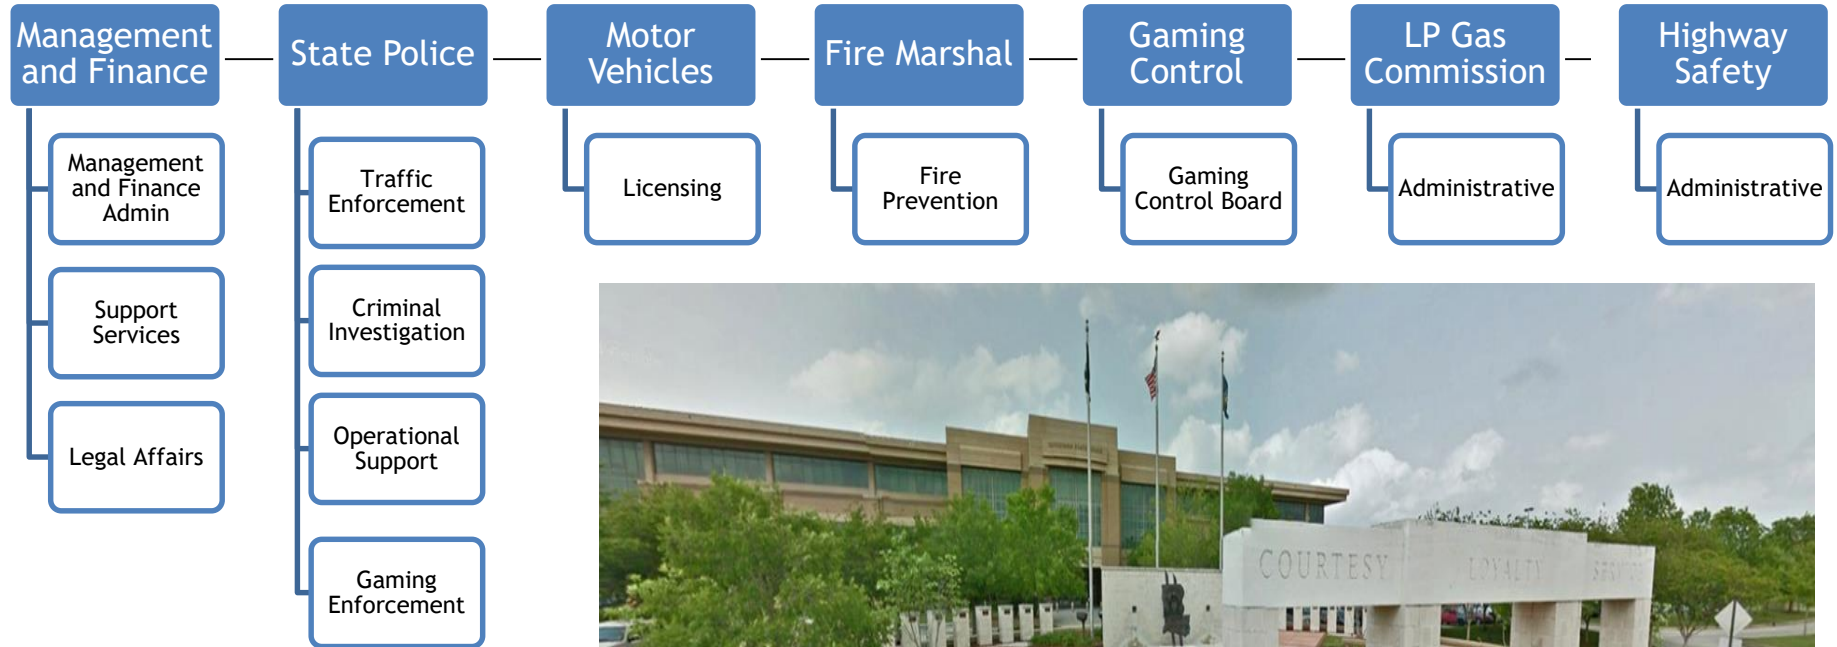 Management
and Finance
State Police
Motor
Vehicles
Fire Marshal
Gaming
Control
LP Gas
Commission
Highway
Safety
Management
and Finance
Admin
Support
Services
Legal Affairs
Traffic
Enforcement
Criminal
Investigation
Operational
Support
Gaming
Enforcement
Licensing
Fire
Prevention
Gaming
Control Board
Administrative
Administrative
COURTESY
LOYALTY
SERVICE